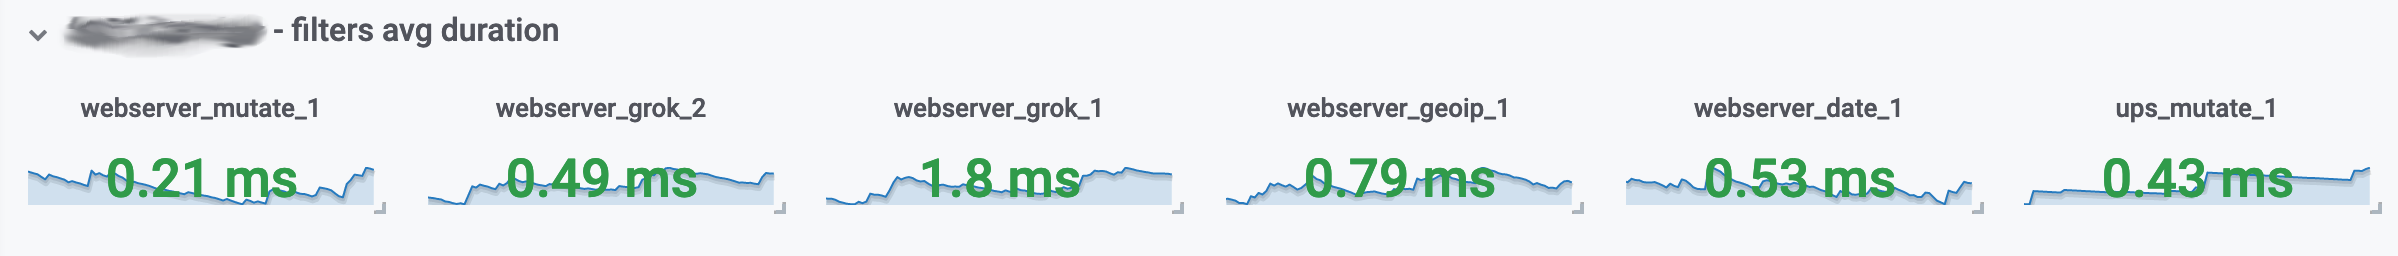 - filters avg duration
webserver_mutate_1
0.21 ms
webserver_grok_2
0.49 ms
webserver_grok_1
1.8 ms
webserver_geoip_1
0.79 ms
webserver_date_1
0.53 ms
ups_mutate_1
0.43 ms